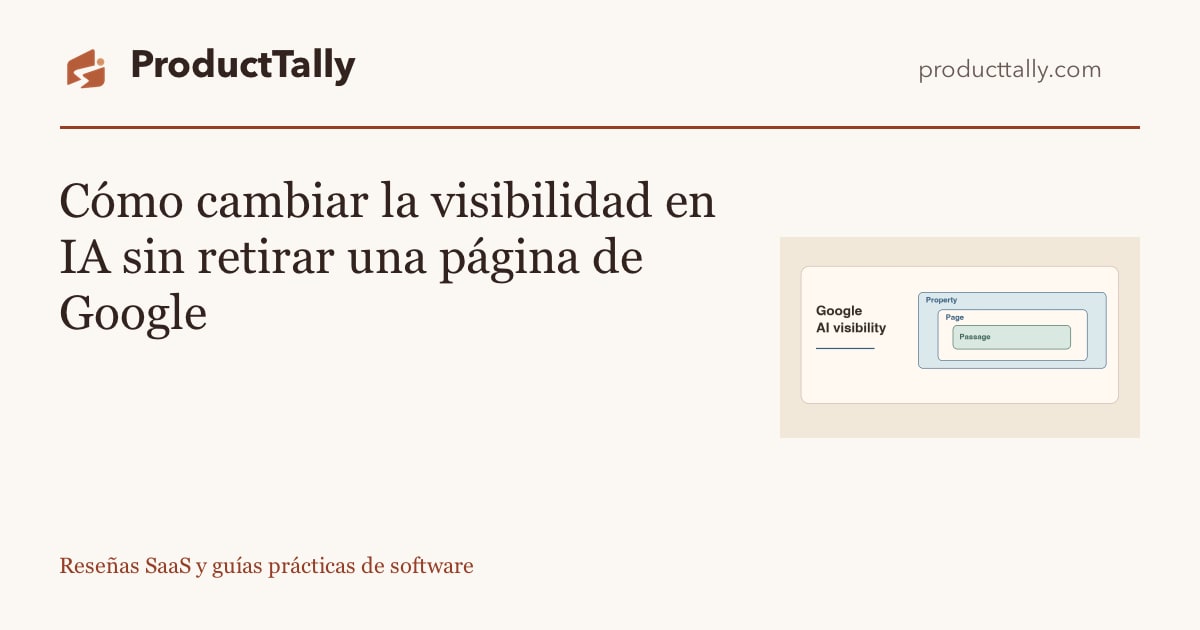 ProductTally
producttally.com
Cómo cambiar la visibilidad en
IA sin retirar una página de
Google
Google
AI visibility
Property
Page
Passage
Reseñas SaaS y guías prácticas de software